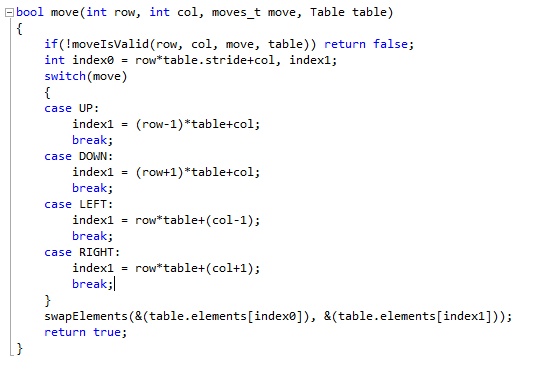 bool move(int row, int col, moves_t move, Table table)
{
    if(!moveIsValid(row, col, move, table)) return false;
    int index0 = row*table.stride+col, index1;
    switch(move)
    {
    case UP:
        index1 = (row-1)*table+col;
        break;
    case DOWN:
        index1 = (row+1)*table+col;
        break;
    case LEFT:
        index1 = row*table+(col-1);
        break;
    case RIGHT:
        index1 = row*table+(col+1);
        break;
    }
    swapElements(&(table.elements[index0]), &(table.elements[index1]));
    return true;
}